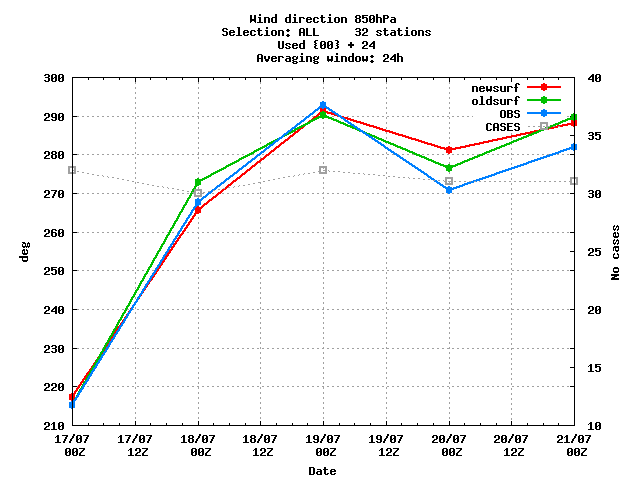 Wind direction 850hPa
Selection: ALL     32 stations
Used {00} + 24
Averaging window: 24h
300 40
newsurf
oldsurf
290
OBS
CASES
35
280
270 30
260
deg
No cases
250 25
240 20
230
15
220
210 10
17/07 17/07 18/07 18/07 19/07 19/07 20/07 20/07 21/07
00Z 12Z 00Z 12Z 00Z 12Z 00Z 12Z 00Z
Date